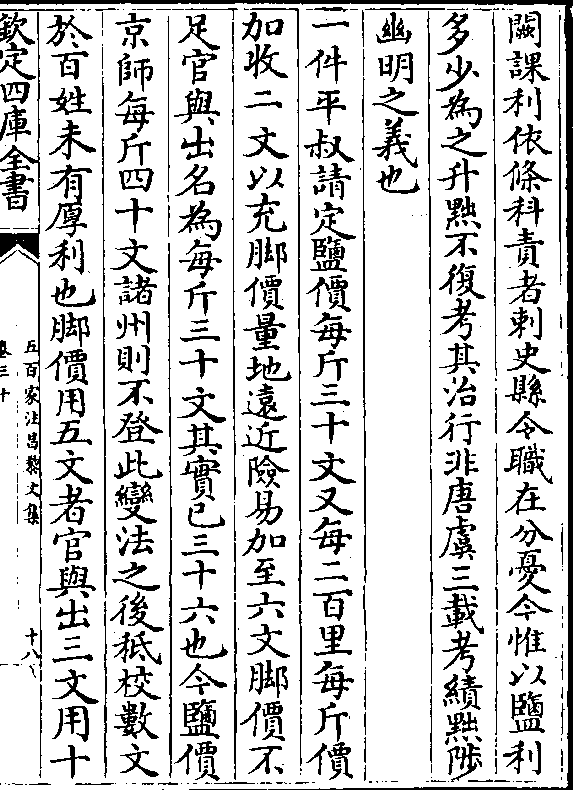 闕課利依條科責者刺史縣令職在分憂今惟以鹽利
多少為之升黜不復考其治行非唐虞三載考績黜陟
幽明之義也
一件平叔請定鹽價每斤三十文又每二百里每斤價
加收二文以充腳價量地遠近險易加至六文腳價不
足官與出名為每斤三十文其實已三十六也今鹽價
京師每斤四十文諸州則不登此變法之後秪校數文
於百姓未有厚利也腳價用五文者官與出三文用十
欽定四庫全書
五百家注昌黎文集
卷三十
十八